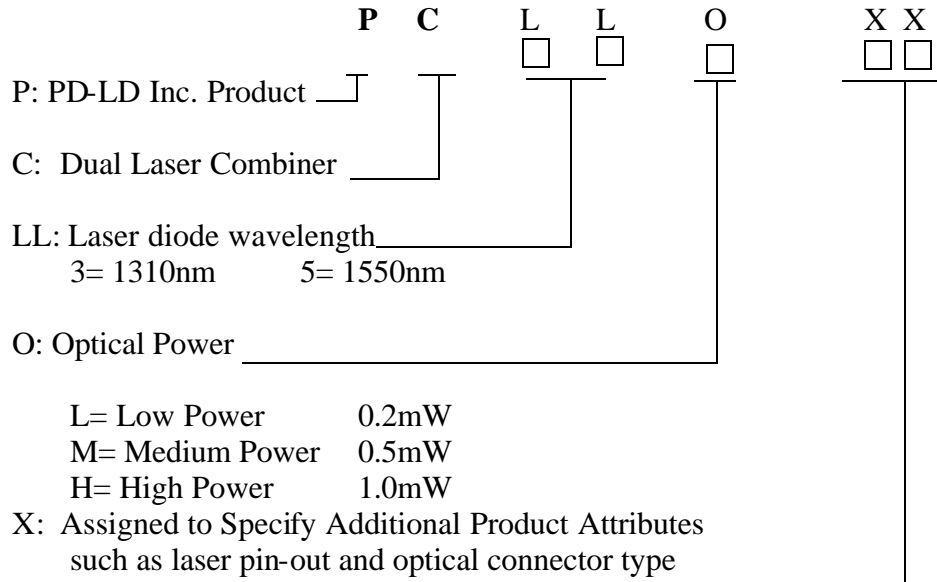 P C L L O X X
P: PD-LD Inc. Product
C: Dual Laser Combiner
LL: Laser diode wavelength
3= 1310nm 5= 1550nm
O: Optical Power
L= Low Power 0.2mW
M= Medium Power 0.5mW
H= High Power 1.0mW
X: Assigned to Specify Additional Product Attributes
such as laser pin-out and optical connector type